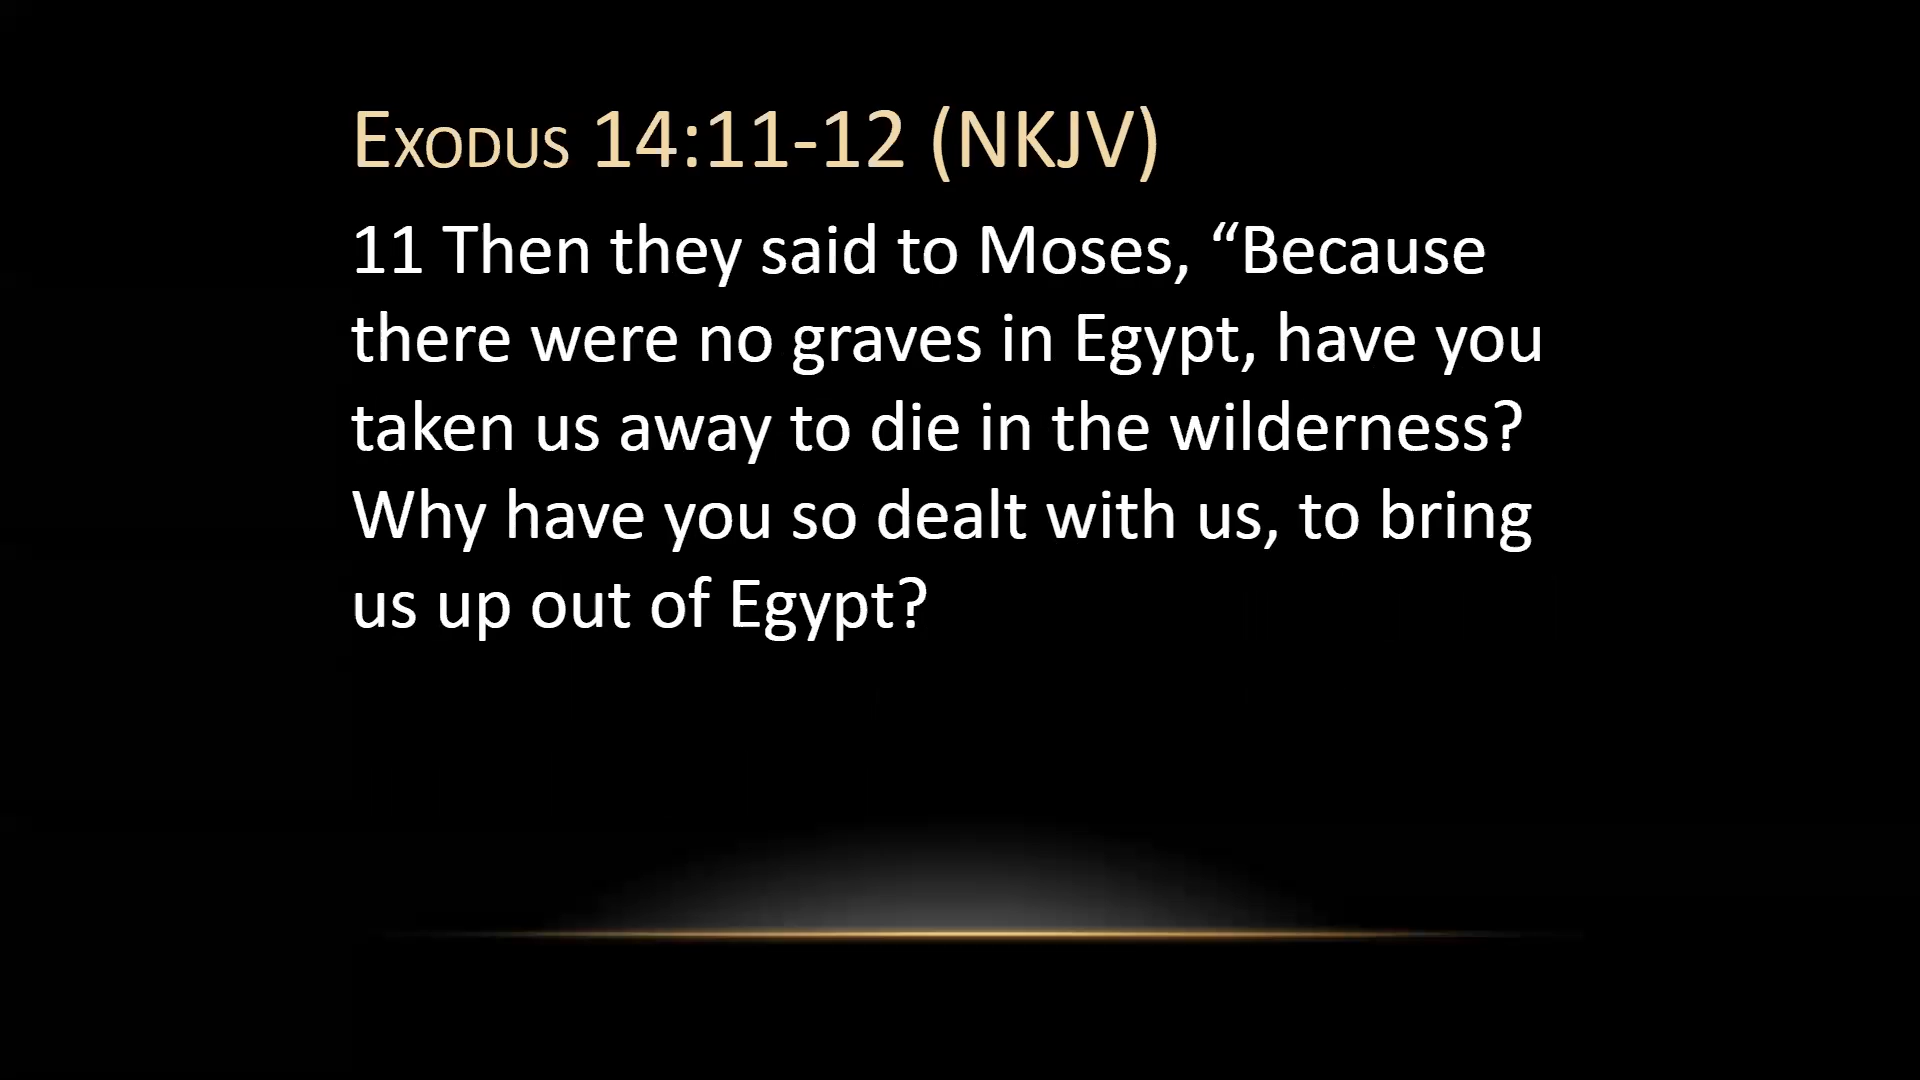 Exodus 14:11-12 (NKJV)
11 Then they said to Moses, “Because
there were no graves in Egypt, have you
taken us away to die in the wilderness?
Why have you so dealt with us, to bring
us up out of Egypt?